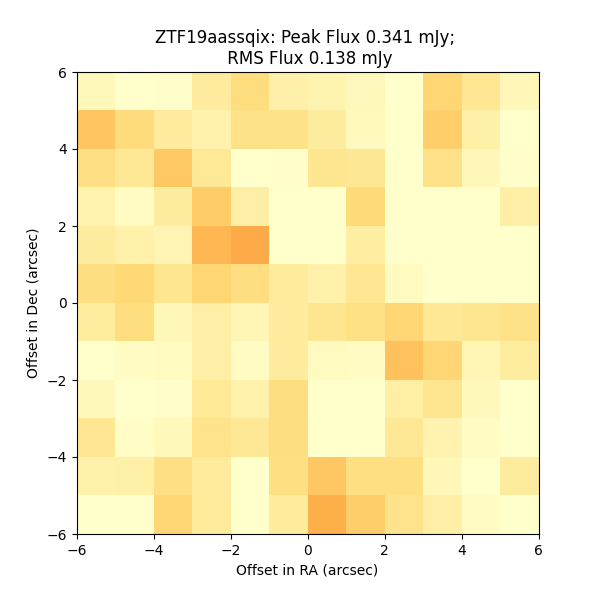 ZTF19aassqix: Peak Flux 0.341 mJy;
RMS Flux 0.138 mJy
6
4
2
0
−2
−4
−6
Offset in Dec (arcsec)
−6 −4 −2 0 2 4 6
Offset in RA (arcsec)